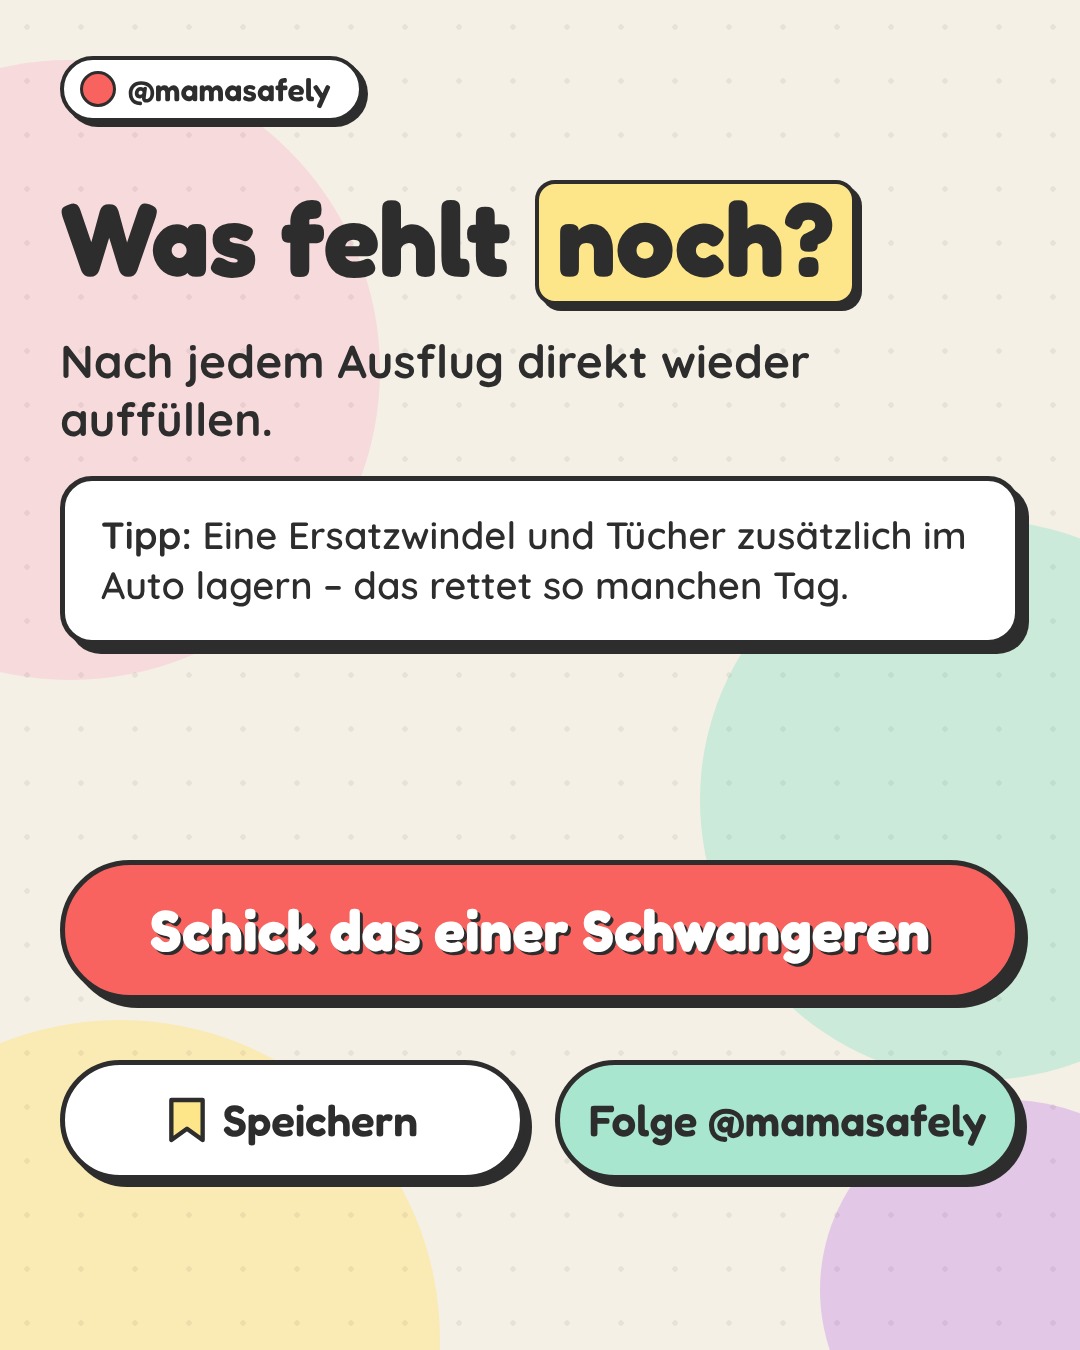 @mamasafely
Was fehlt noch?
Nach jedem Ausflug direkt wieder
auffüllen.
Tipp: Eine Ersatzwindel und Tücher zusätzlich im
Auto lagern – das rettet so manchen Tag.
Schick das einer Schwangeren
Speichern
Folge @mamasafely